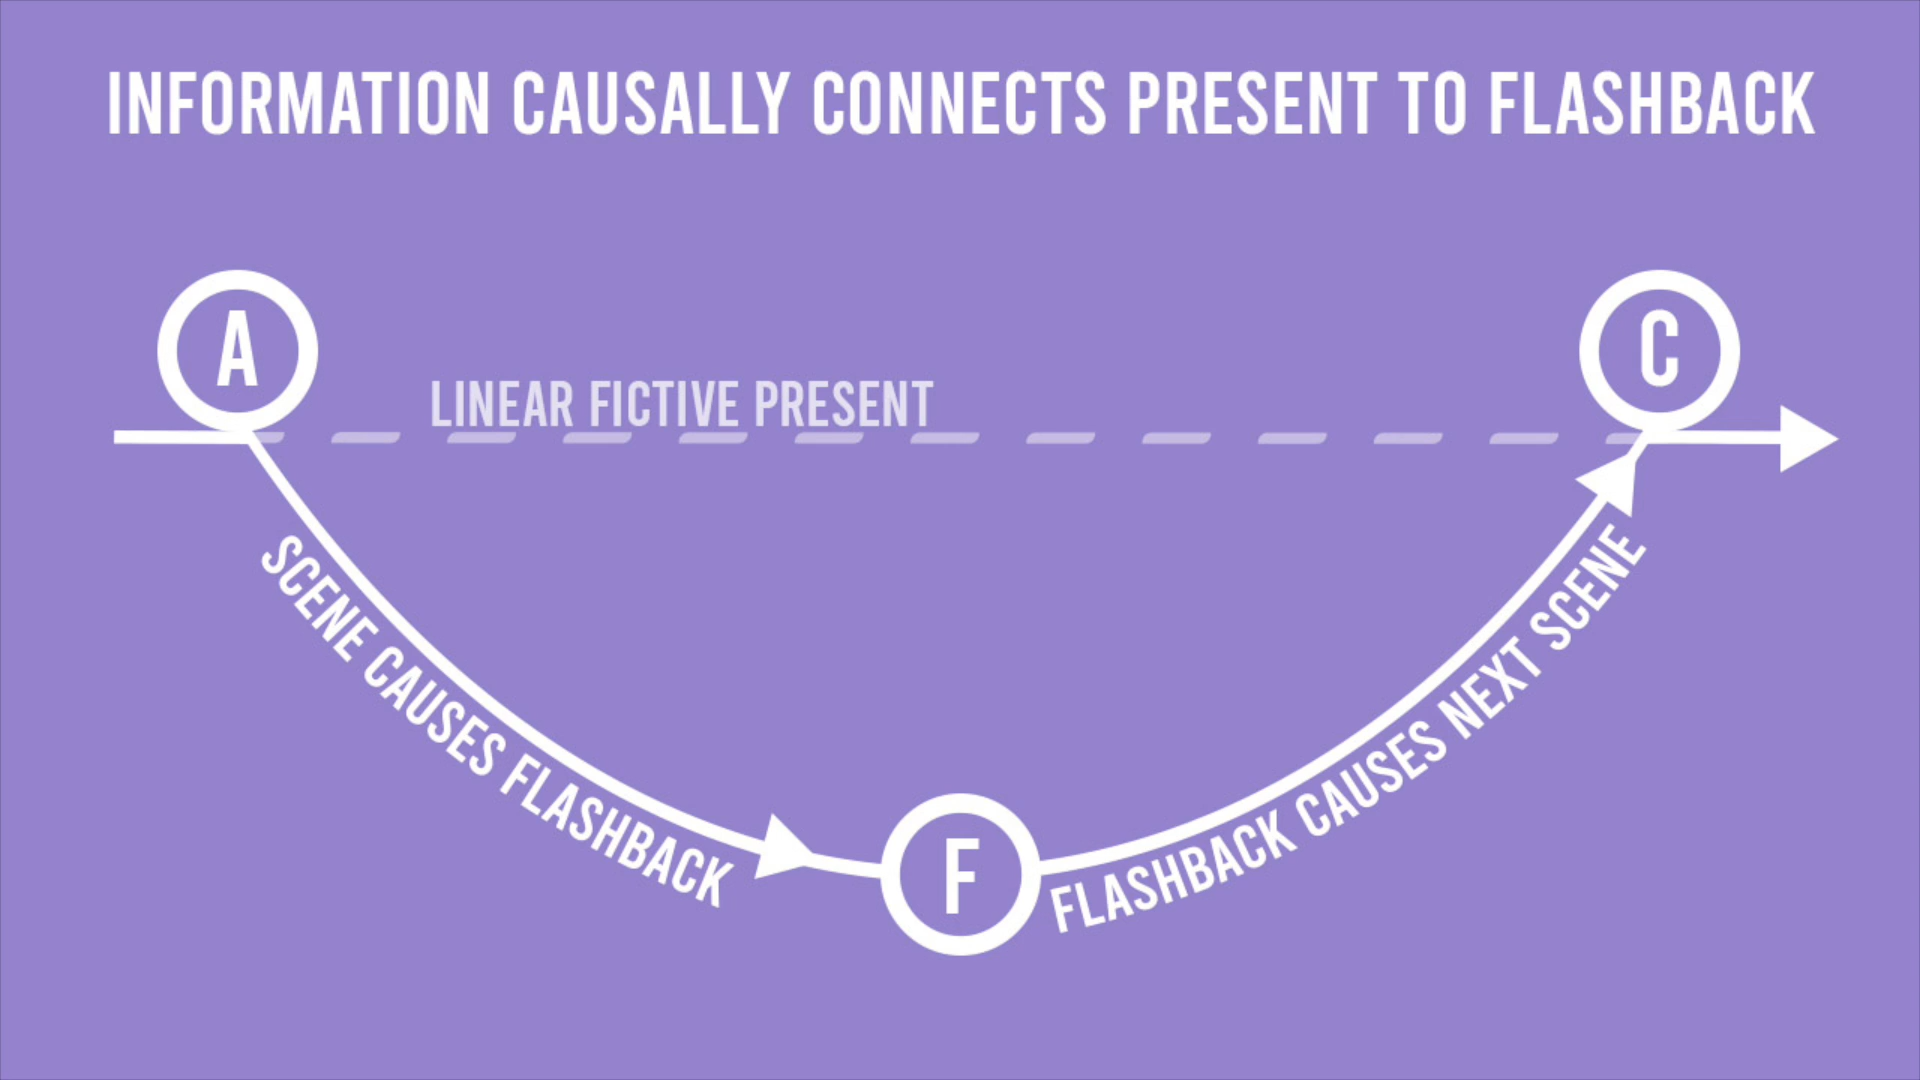 INFORMATION CAUSALLY CONNECTS PRESENT TO FLASHBACK
A
C
LINEAR FICTIVE PRESENT
SCENE CAUSES FLASHBACK
F
FLASHBACK CAUSES NEXT SCENE